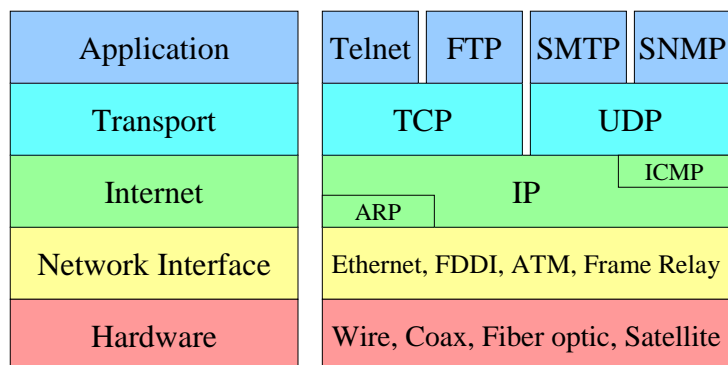 Application
Telnet
FTP
SMTP
SNMP
Transport
TCP
UDP
Internet
IP
ICMP
ARP
Network Interface
Ethernet, FDDI, ATM, Frame Relay
Hardware
Wire, Coax, Fiber optic, Satellite